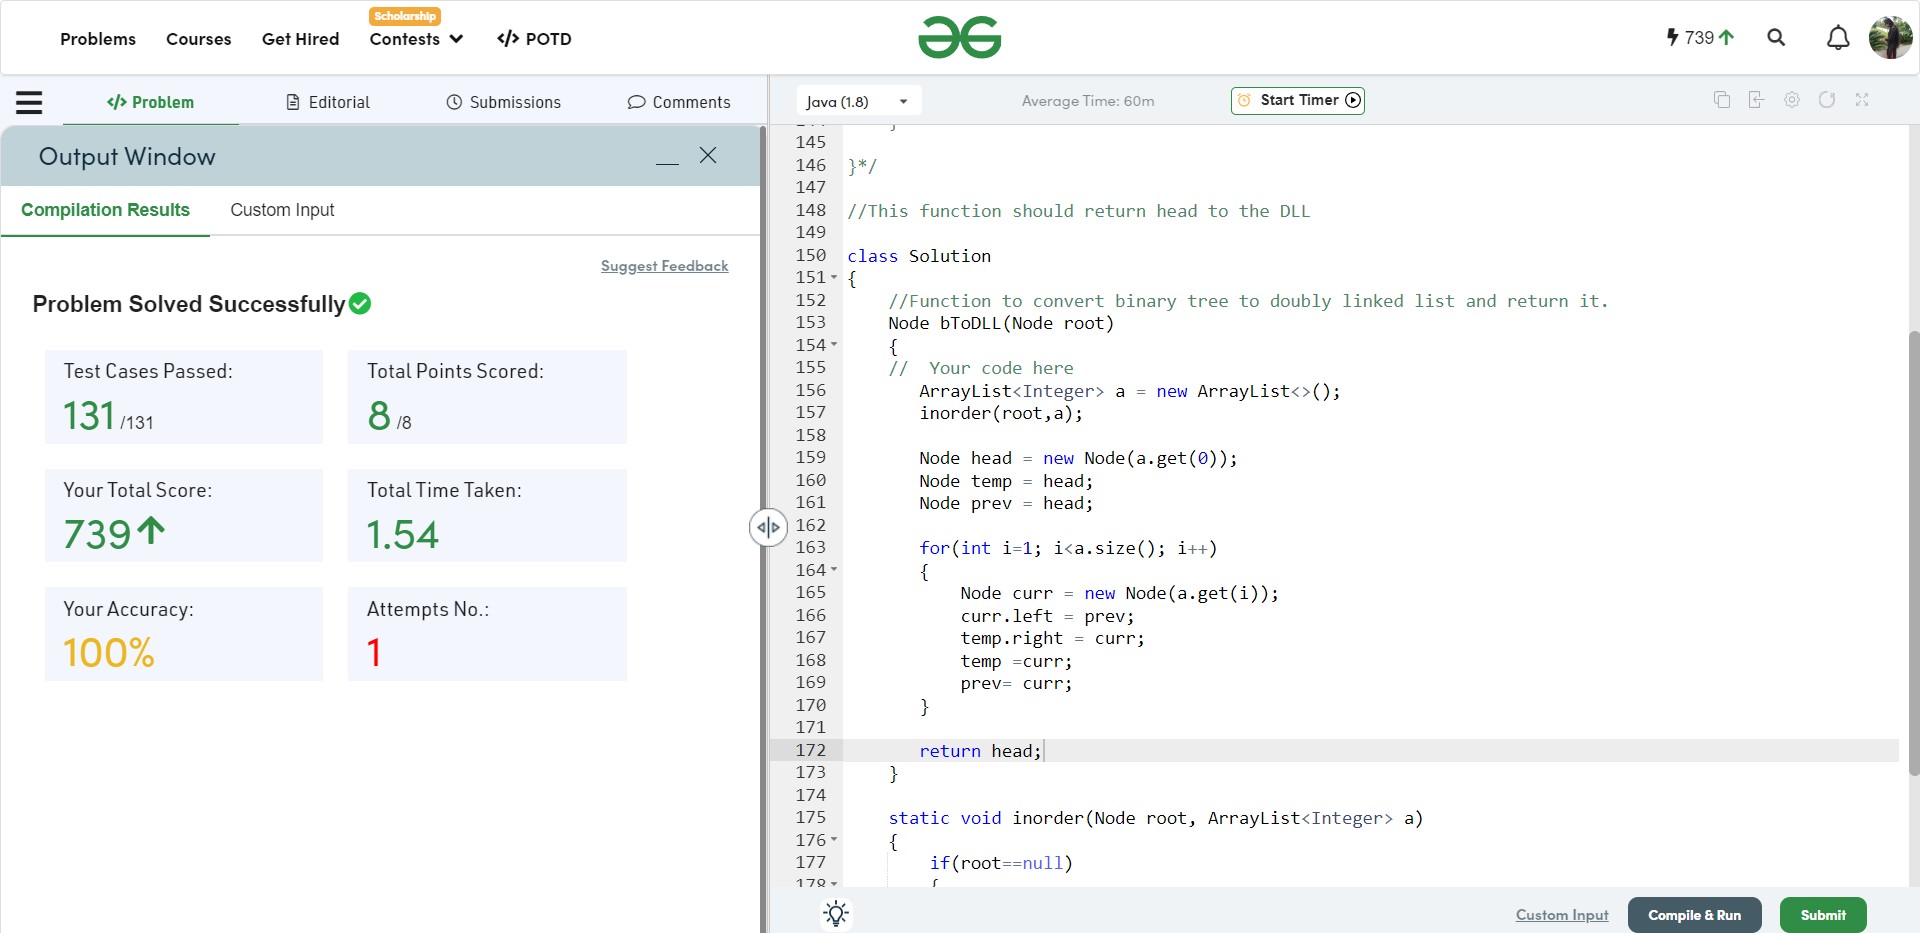 Problems Courses Get Hired Scholarship Contests </> POTD 739
</> Problem Editorial Submissions Comments
Output Window
Compilation Results Custom Input
Suggest Feedback
Problem Solved Successfully
Test Cases Passed: Total Points Scored:
131 /131 8 /8
Your Total Score: Total Time Taken:
739 1.54
Your Accuracy: Attempts No.:
100% 1
Java (1.8) Average Time: 60m Start Timer
145
146 }*/
147
148 //This function should return head to the DLL
149
150 class Solution
151 {
152 //Function to convert binary tree to doubly linked list and return it.
153 Node bToDLL(Node root)
154 {
155 //  Your code here
156 ArrayList<Integer> a = new ArrayList<>();
157 inorder(root,a);
158
159 Node head = new Node(a.get(0));
160 Node temp = head;
161 Node prev = head;
162
163 for(int i=1; i<a.size(); i++)
164 {
165 Node curr = new Node(a.get(i));
166 curr.left = prev;
167 temp.right = curr;
168 temp =curr;
169 prev= curr;
170 }
171
172 return head;
173 }
174
175 static void inorder(Node root, ArrayList<Integer> a)
176 {
177 if(root==null)
178 {
Custom Input Compile & Run Submit